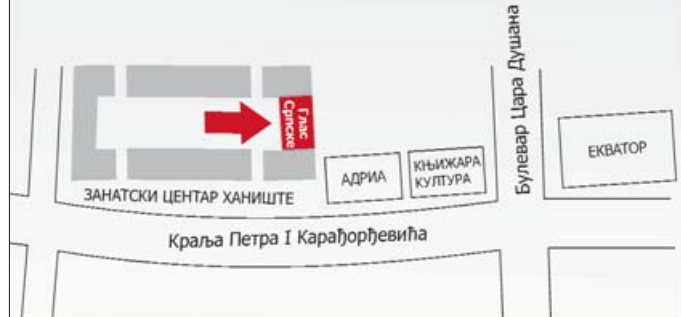 Булевар Цара Душана
Глас
Српске
ЕКВАТОР
КЊИЖАРА
КУЛТУРА
АДРИА
ЗАНАТСКИ ЦЕНТАР ХАНИШТЕ
Краља Петра I Карађорђевића